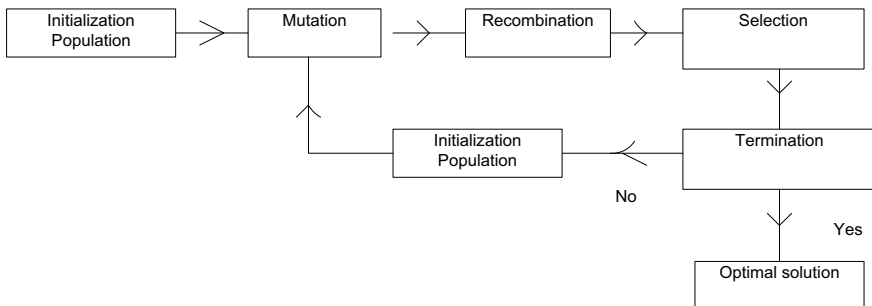 Initialization
Population
Mutation
Recombination
Selection
Initialization
Population
Termination
No
Yes
Optimal solution